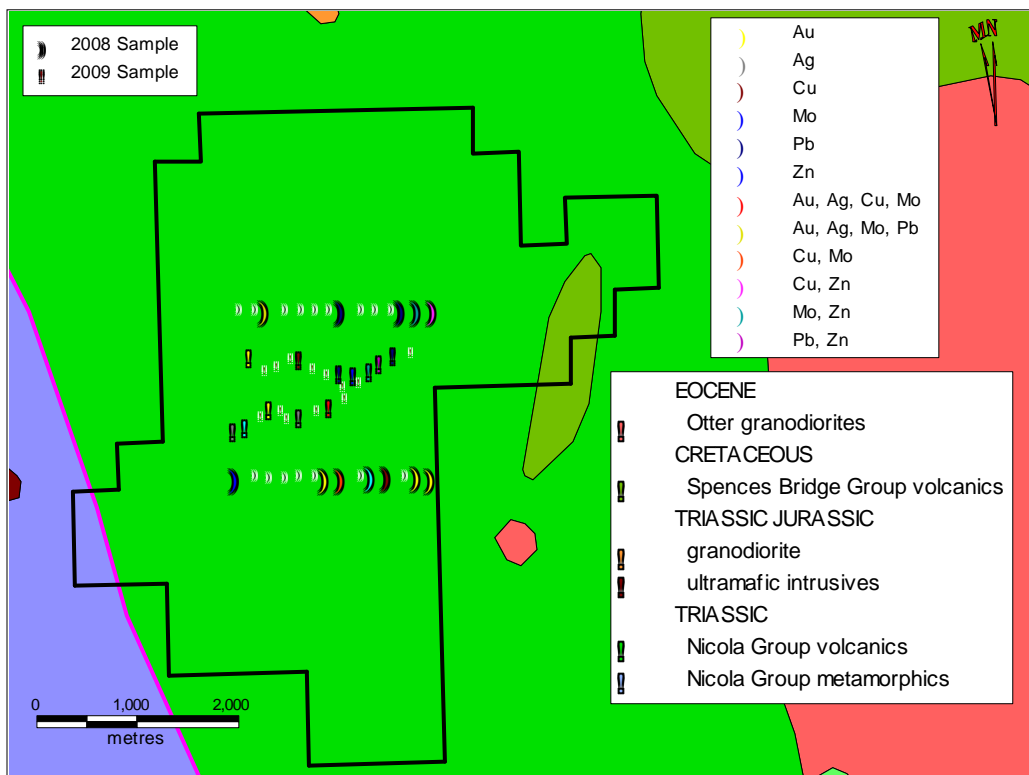 2008 Sample
2009 Sample
Au
Ag
Cu
Mo
Pb
Zn
Au, Ag, Cu, Mo
Au, Ag, Mo, Pb
Cu, Mo
Cu, Zn
Mo, Zn
Pb, Zn
MN
EOCENE
Otter granodiorites
CRETACEOUS
Spences Bridge Group volcanics
TRIASSIC JURASSIC
granodiorite
ultramafic intrusives
TRIASSIC
Nicola Group volcanics
Nicola Group metamorphics
0 1,000 2,000
metres